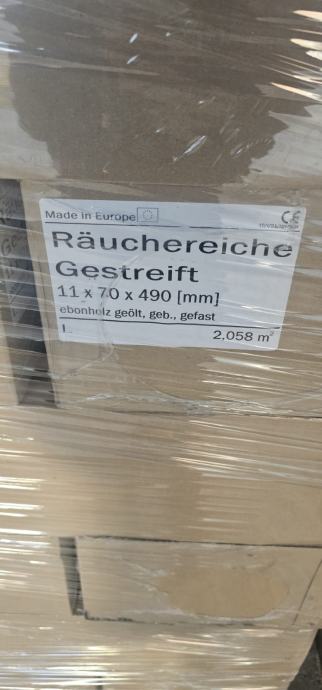 Made in Europe
CE
Räuchereiche
Gestreift
11 x 70 x 490 [mm]
ebonholz geölt, geb., gefast
2,058 m²